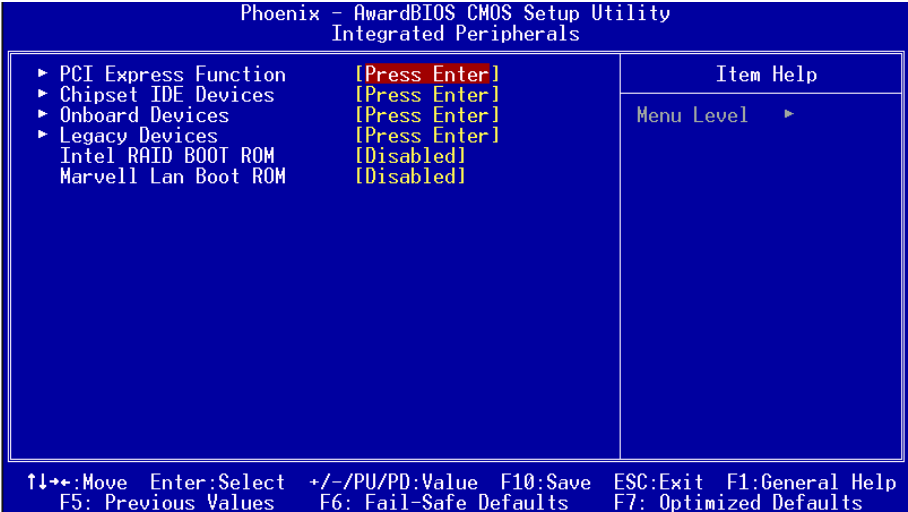 Phoenix - AwardBIOS CMOS Setup Utility
Integrated Peripherals
► PCI Express Function [Press Enter]
► Chipset IDE Devices [Press Enter]
► Onboard Devices [Press Enter]
► Legacy Devices [Press Enter]
Intel RAID BOOT ROM [Disabled]
Marvell Lan Boot ROM [Disabled]
Item Help
Menu Level ►
↑↓→←:Move Enter:Select +/-/PU/PD:Value F10:Save ESC:Exit F1:General Help
F5: Previous Values F6: Fail-Safe Defaults F7: Optimized Defaults